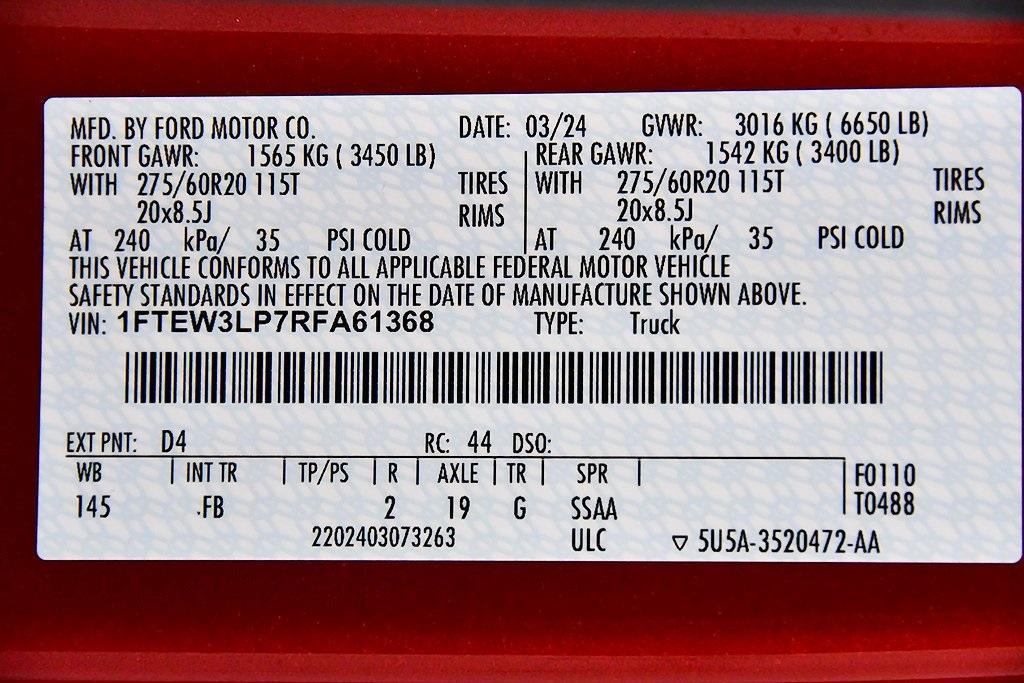 MFD. BY FORD MOTOR CO. DATE: 03/24 GVWR: 3016 KG ( 6650 LB)
FRONT GAWR: 1565 KG ( 3450 LB) REAR GAWR: 1542 KG ( 3400 LB)
WITH 275/60R20 115T TIRES WITH 275/60R20 115T TIRES
20x8.5J RIMS 20x8.5J RIMS
AT 240 kPa/ 35 PSI COLD AT 240 kPa/ 35 PSI COLD
THIS VEHICLE CONFORMS TO ALL APPLICABLE FEDERAL MOTOR VEHICLE
SAFETY STANDARDS IN EFFECT ON THE DATE OF MANUFACTURE SHOWN ABOVE.
VIN: 1FTEW3LP7RFA61368 TYPE: Truck
EXT PNT: D4 RC: 44 DSO:
WB INT TR TP/PS R AXLE TR SPR F0110
145 .FB 2 19 G SSAA T0488
2202403073263 ULC ▽ 5U5A-3520472-AA